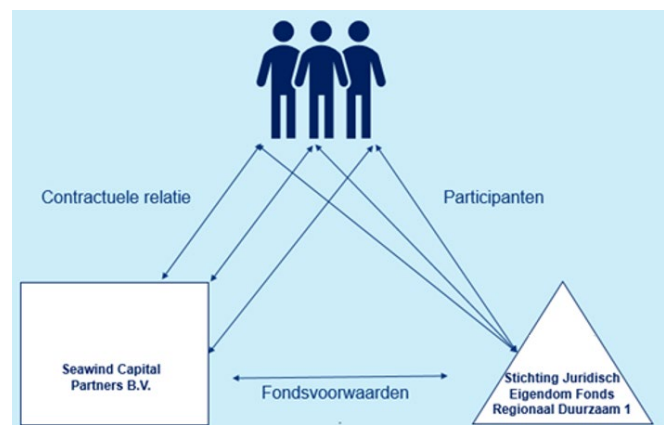 Contractuele relatie
Participanten
Seawind Capital
Partners B.V.
Fondsvoorwaarden
Stichting Juridisch
Eigendom Fonds
Regionaal Duurzaam 1